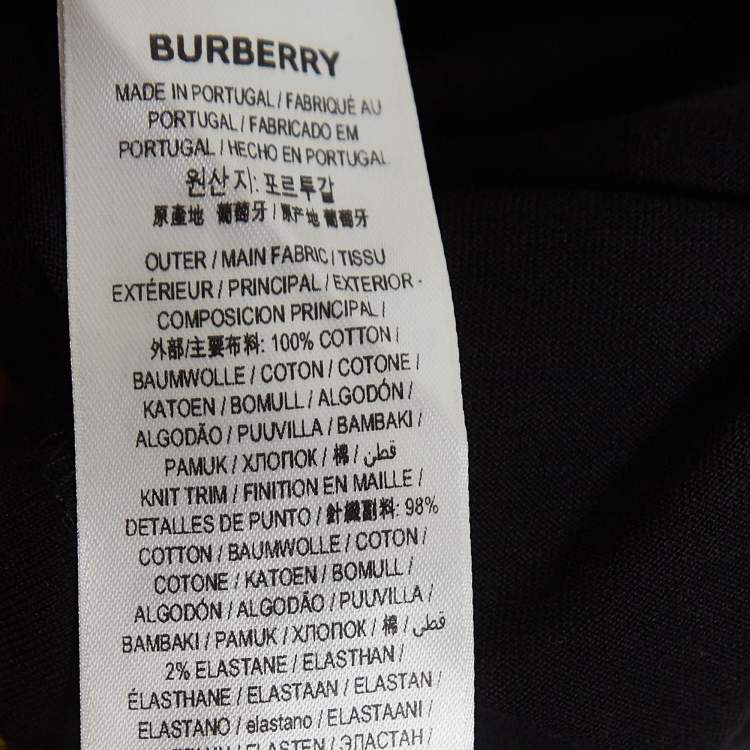 BURBERRY
MADE IN PORTUGAL / FABRIQUÉ AU
PORTUGAL / FABRICADO EM
PORTUGAL / HECHO EN PORTUGAL
원산지: 포르투갈
原產地 葡萄牙 / 原产地 葡萄牙
OUTER / MAIN FABRIC / TISSU
EXTÉRIEUR / PRINCIPAL / EXTERIOR -
COMPOSICION PRINCIPAL /
外部/主要布料: 100% COTTON /
BAUMWOLLE / COTON / COTONE /
KATOEN / BOMULL / ALGODÓN /
ALGODÃO / PUUVILLA / BAMBAKI /
PAMUK / ХЛОПОК / 棉 / قطن /
KNIT TRIM / FINITION EN MAILLE /
DETALLES DE PUNTO / 針織副料: 98%
COTTON / BAUMWOLLE / COTON /
COTONE / KATOEN / BOMULL /
ALGODÓN / ALGODÃO / PUUVILLA /
BAMBAKI / PAMUK / ХЛОПОК / 棉 / قطن /
2% ELASTANE / ELASTHAN /
ÉLASTHANE / ELASTAAN / ELASTAN /
ELASTANO / elastano / ELASTAANI /
ELASTEN / ЭЛАСТАН /